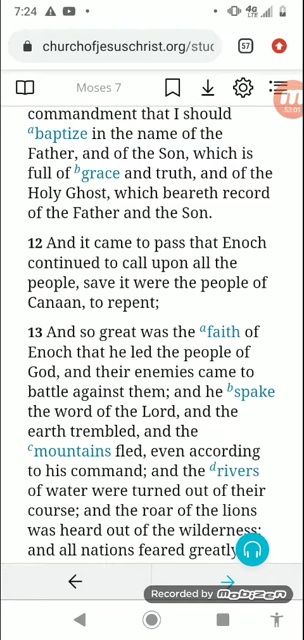 7:24
4G
LTE
churchofjesuschrist.org/stud
57
Moses 7
53:01
commandment that I should
abaptize in the name of the
Father, and of the Son, which is
full of bgrace and truth, and of the
Holy Ghost, which beareth record
of the Father and the Son.
12 And it came to pass that Enoch
continued to call upon all the
people, save it were the people of
Canaan, to repent;
13 And so great was the afaith of
Enoch that he led the people of
God, and their enemies came to
battle against them; and he bspake
the word of the Lord, and the
earth trembled, and the
cmountains fled, even according
to his command; and the drivers
of water were turned out of their
course; and the roar of the lions
was heard out of the wilderness;
and all nations feared greatly
Recorded by mobizen